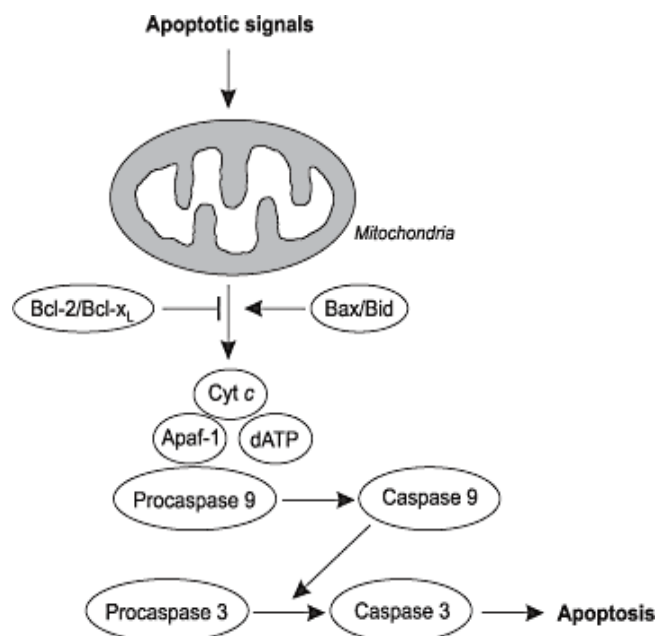 Apoptotic signals
Mitochondria
Bcl-2/Bcl-xL
Bax/Bid
Cyt c
Apaf-1
dATP
Procaspase 9
Caspase 9
Procaspase 3
Caspase 3
Apoptosis